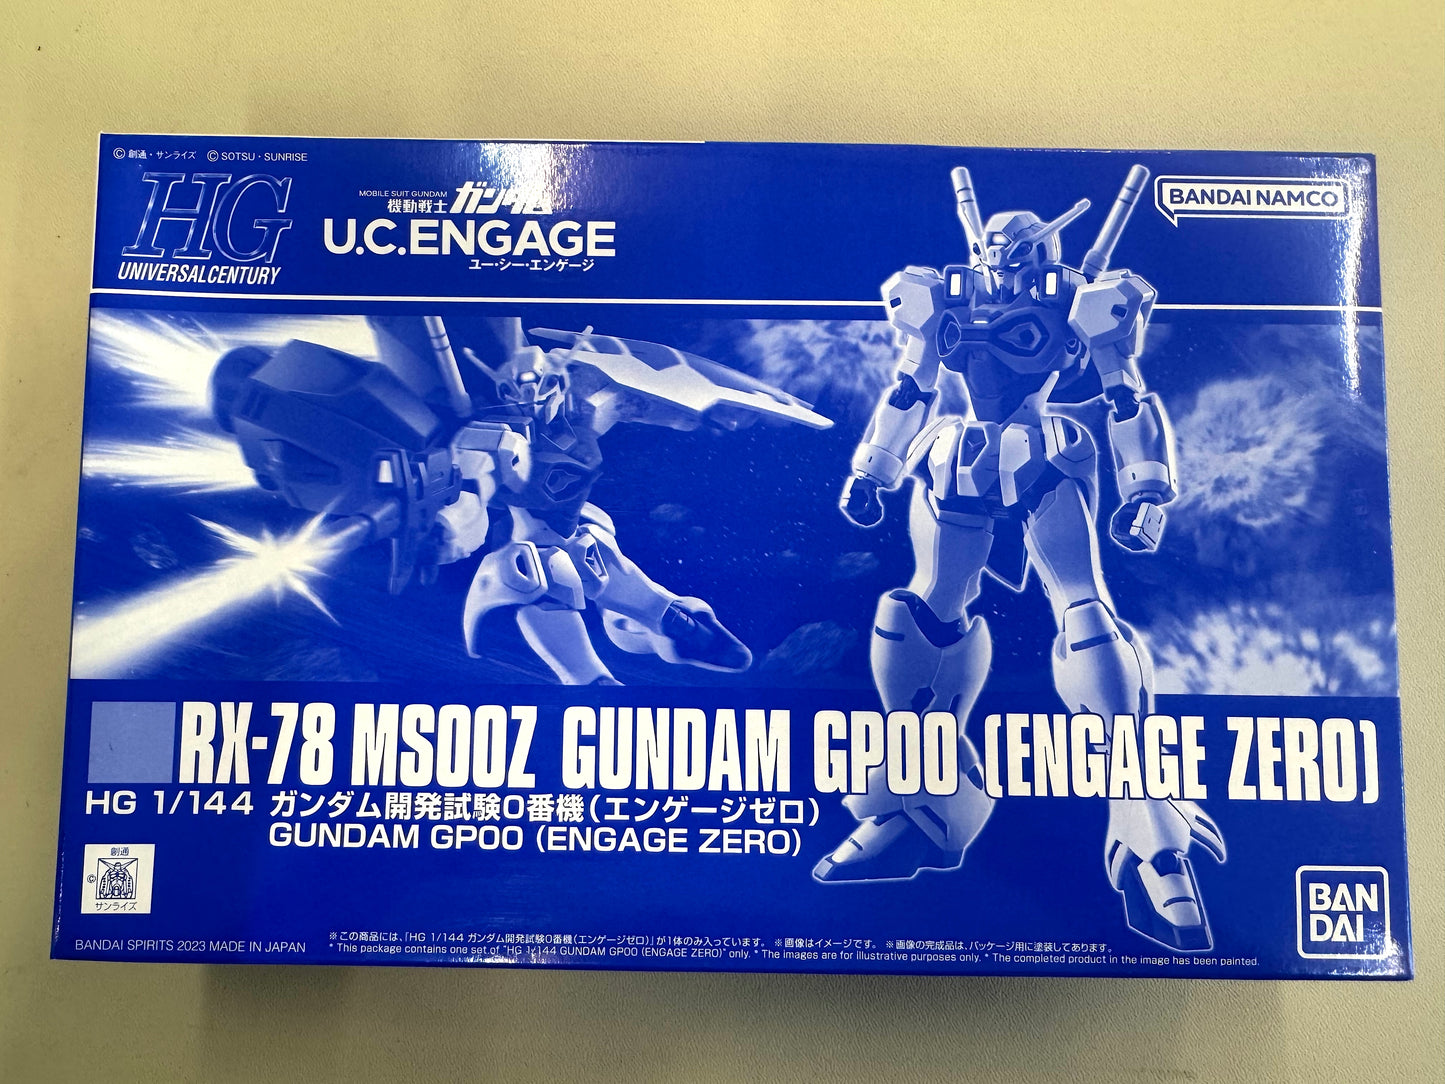 © 創通・サンライズ © SOTSU・SUNRISE
HG
UNIVERSAL CENTURY
MOBILE SUIT GUNDAM
機動戦士 ガンダム
U.C.ENGAGE
ユー・シー・エンゲージ
BANDAI NAMCO
RX-78 MS00Z GUNDAM GP00 (ENGAGE ZERO)
HG 1/144 ガンダム開発試験0番機(エンゲージゼロ)
GUNDAM GP00 (ENGAGE ZERO)
創通
©
サンライズ
BAN
DAI
BANDAI SPIRITS 2023 MADE IN JAPAN
※この商品には、「HG 1/144 ガンダム開発試験0番機(エンゲージゼロ)」が1体のみ入っています。 ※画像はイメージです。 ※画像の完成品は、パッケージ用に塗装してあります。
* This package contains one set of "HG 1/144 GUNDAM GP00 (ENGAGE ZERO)" only. * The images are for illustrative purposes only. * The completed product in the image has been painted.